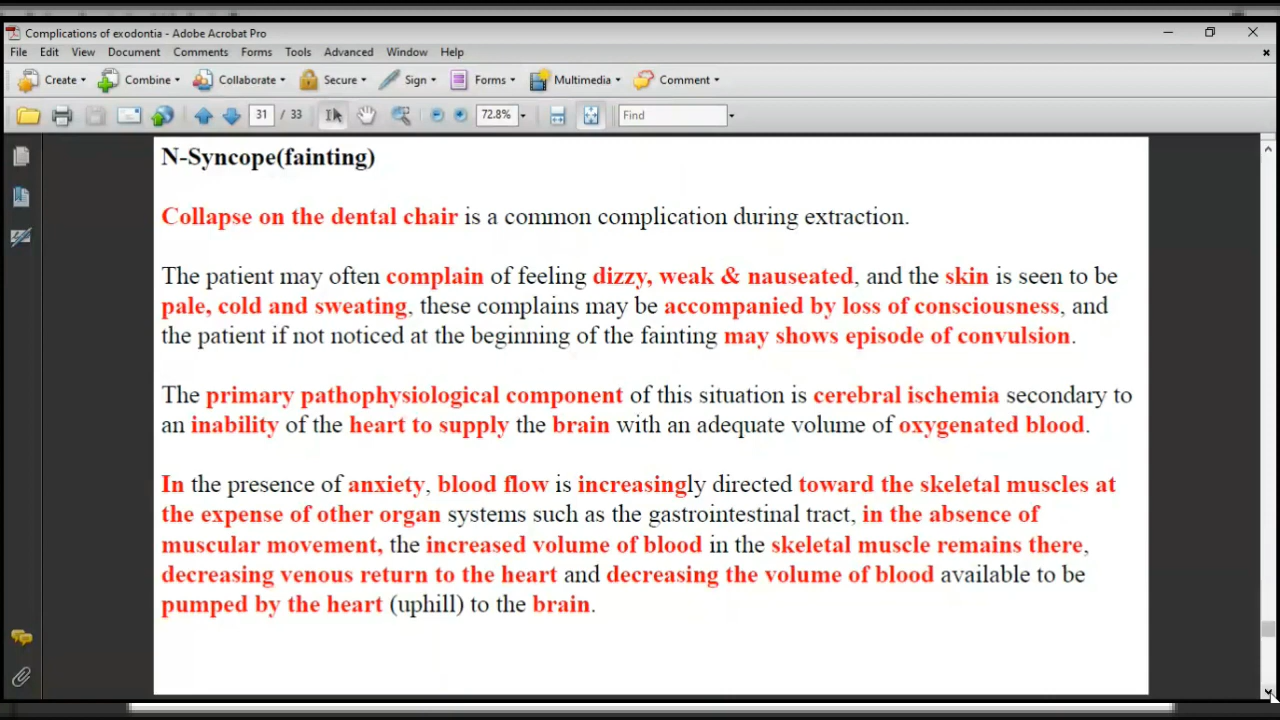 Complications of exodontia - Adobe Acrobat Pro
File Edit View Document Comments Forms Tools Advanced Window Help
Create Combine Collaborate Secure Sign Forms Multimedia Comment
31 / 33 72.8% Find
N-Syncope(fainting)
Collapse on the dental chair is a common complication during extraction.
The patient may often complain of feeling dizzy, weak & nauseated, and the skin is seen to be
pale, cold and sweating, these complains may be accompanied by loss of consciousness, and
the patient if not noticed at the beginning of the fainting may shows episode of convulsion.
The primary pathophysiological component of this situation is cerebral ischemia secondary to
an inability of the heart to supply the brain with an adequate volume of oxygenated blood.
In the presence of anxiety, blood flow is increasingly directed toward the skeletal muscles at
the expense of other organ systems such as the gastrointestinal tract, in the absence of
muscular movement, the increased volume of blood in the skeletal muscle remains there,
decreasing venous return to the heart and decreasing the volume of blood available to be
pumped by the heart (uphill) to the brain.